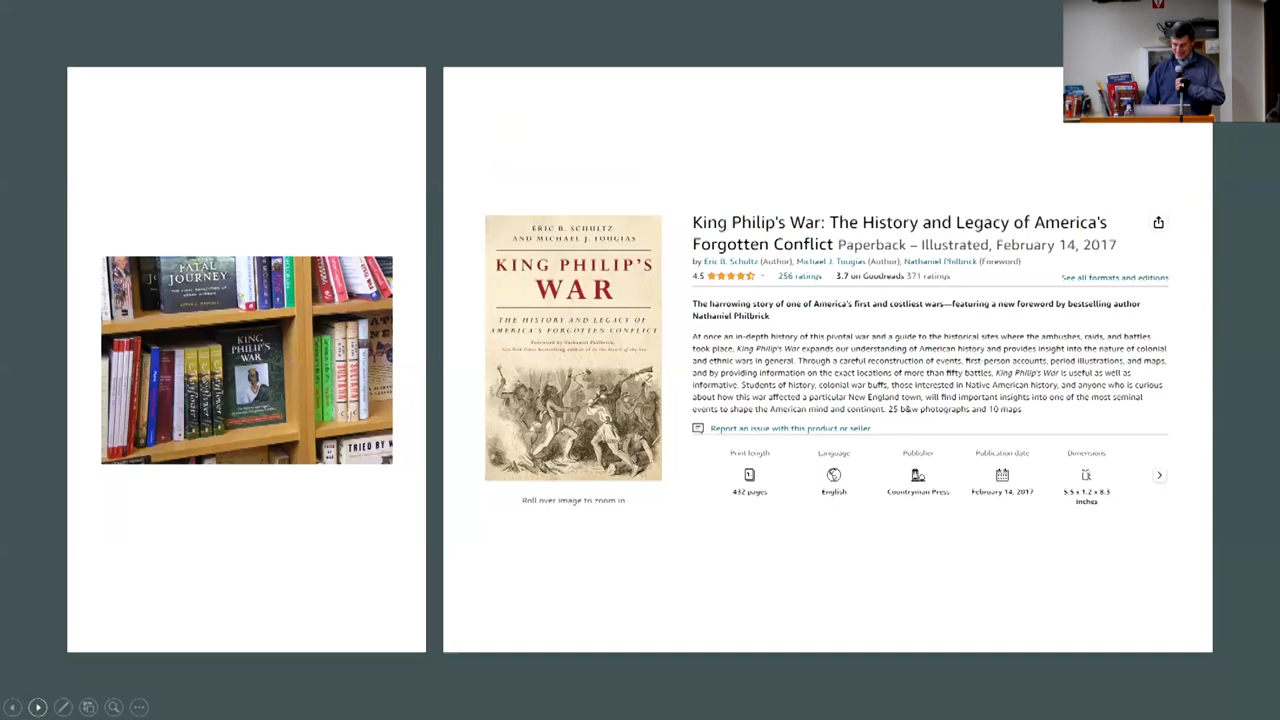 FATAL
JOURNEY
KING
PHILIP'S
WAR
TRIED BY W
ERIC B. SCHULTZ
AND MICHAEL J. TOUGIAS
KING PHILIP'S
WAR
THE HISTORY AND LEGACY OF
AMERICA'S FORGOTTEN CONFLICT
Foreword by Nathaniel Philbrick,
Roll over image to zoom in
King Philip's War: The History and Legacy of America's
Forgotten Conflict Paperback – Illustrated, February 14, 2017
by Eric B. Schultz (Author), Michael J. Tougias (Author), Nathaniel Philbrick (Foreword)
4.5 256 ratings 3.7 on Goodreads 371 ratings
See all formats and editions
The harrowing story of one of America's first and costliest wars—featuring a new foreword by bestselling author
Nathaniel Philbrick
At once an in-depth history of this pivotal war and a guide to the historical sites where the ambushes, raids, and battles
took place, King Philip's War expands our understanding of American history and provides insight into the nature of colonial
and ethnic wars in general. Through a careful reconstruction of events, first-person accounts, period illustrations, and maps,
and by providing information on the exact locations of more than fifty battles, King Philip's War is useful as well as
informative. Students of history, colonial war buffs, those interested in Native American history, and anyone who is curious
about how this war affected a particular New England town, will find important insights into one of the most seminal
events to shape the American mind and continent. 25 b&w photographs and 10 maps
Report an issue with this product or seller
Print length Language Publisher Publication date Dimensions
432 pages English Countryman Press February 14, 2017 5.5 x 1.2 x 8.3
inches